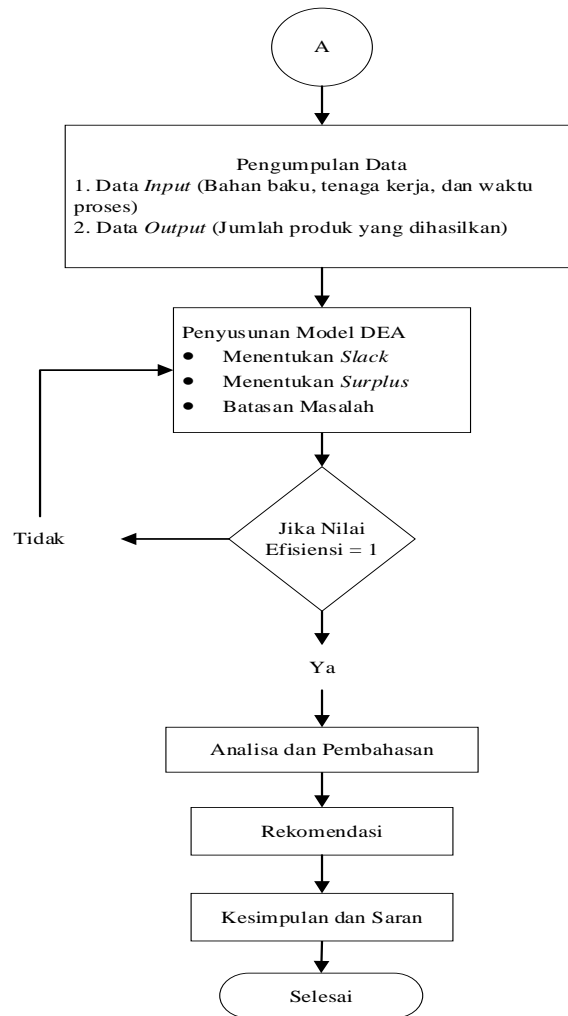 A
Pengumpulan Data
1. Data Input (Bahan baku, tenaga kerja, dan waktu
proses)
2. Data Output (Jumlah produk yang dihasilkan)
Penyusunan Model DEA
● Menentukan Slack
● Menentukan Surplus
● Batasan Masalah
Jika Nilai
Efisiensi = 1
Tidak
Ya
Analisa dan Pembahasan
Rekomendasi
Kesimpulan dan Saran
Selesai